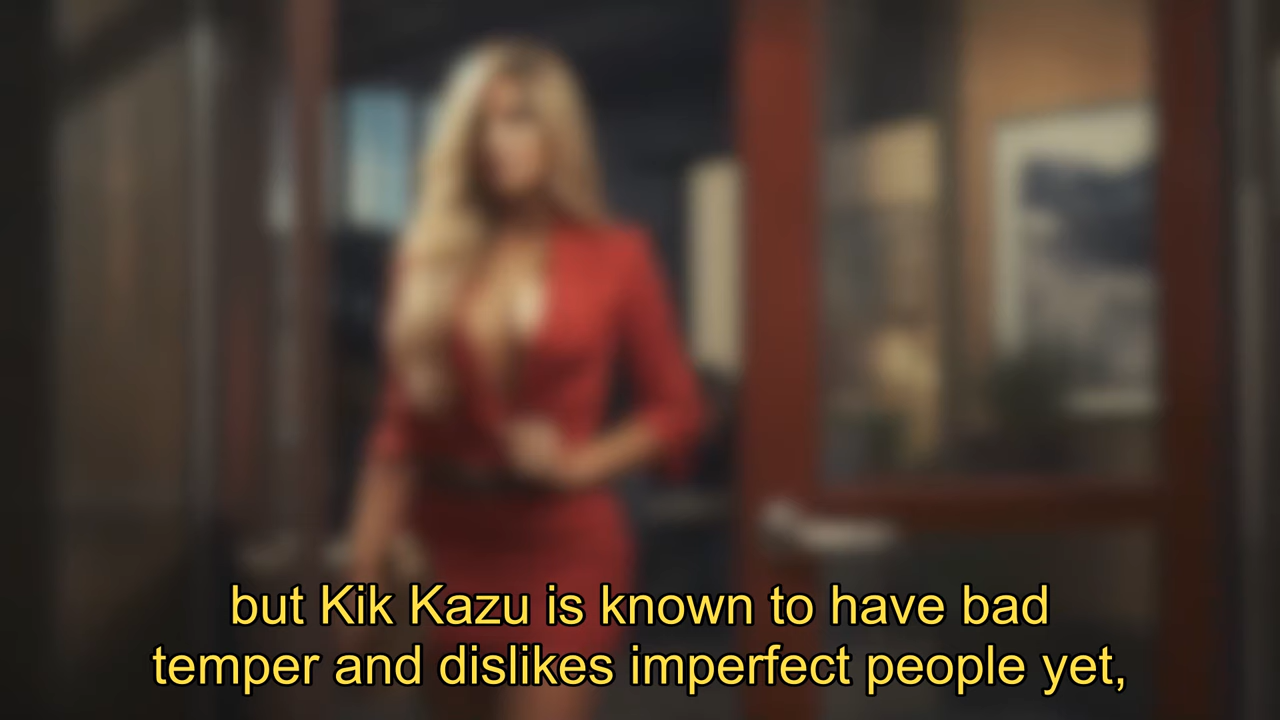 but Kik Kazu is known to have bad
temper and dislikes imperfect people yet,